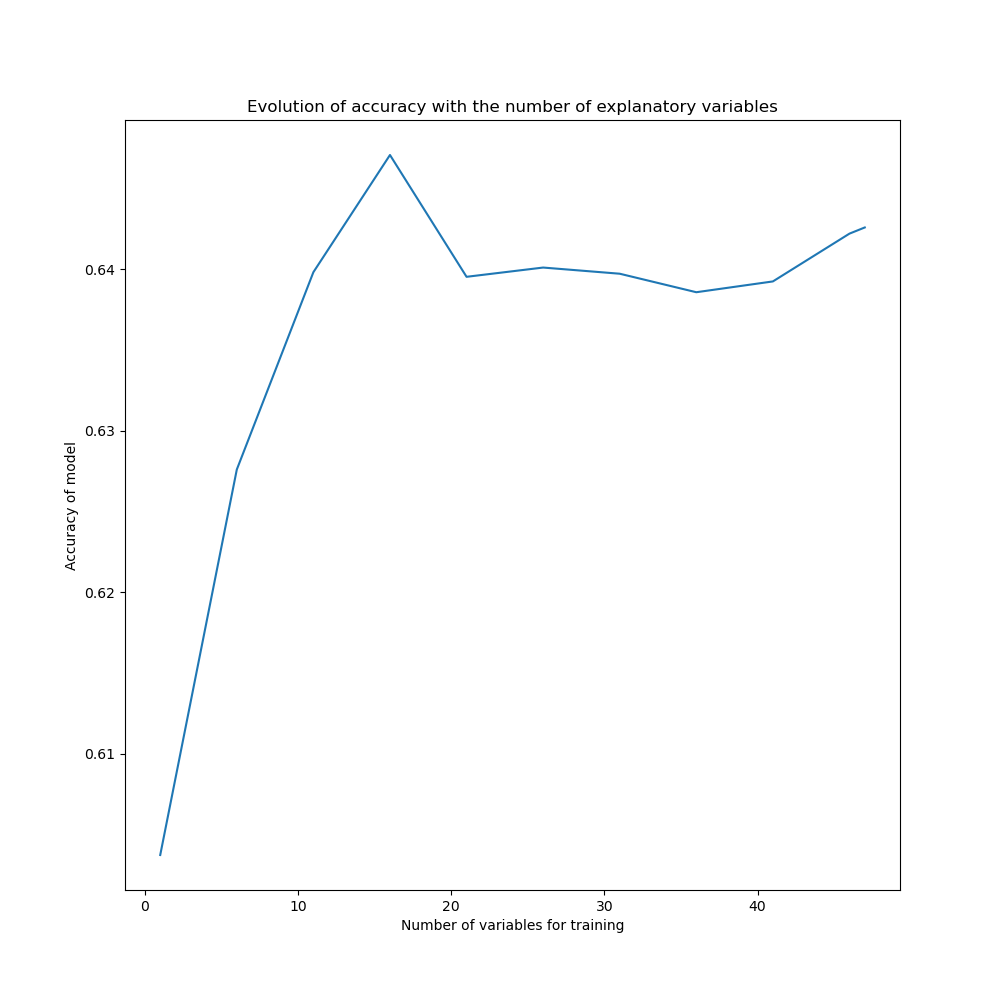 Evolution of accuracy with the number of explanatory variables
0.64
0.63
0.62
0.61
Accuracy of model
0 10 20 30 40
Number of variables for training